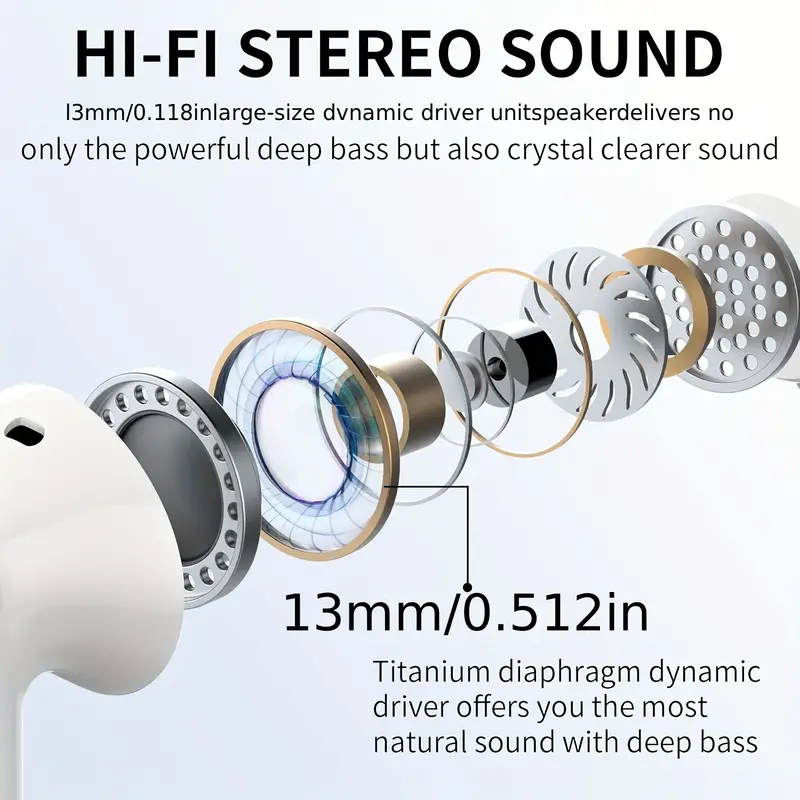 HI-FI STEREO SOUND
l3mm/0.118inlarge-size dvnamic driver unitspeakerdelivers no
only the powerful deep bass but also crystal clearer sound
13mm/0.512in
Titanium diaphragm dynamic
driver offers you the most
natural sound with deep bass